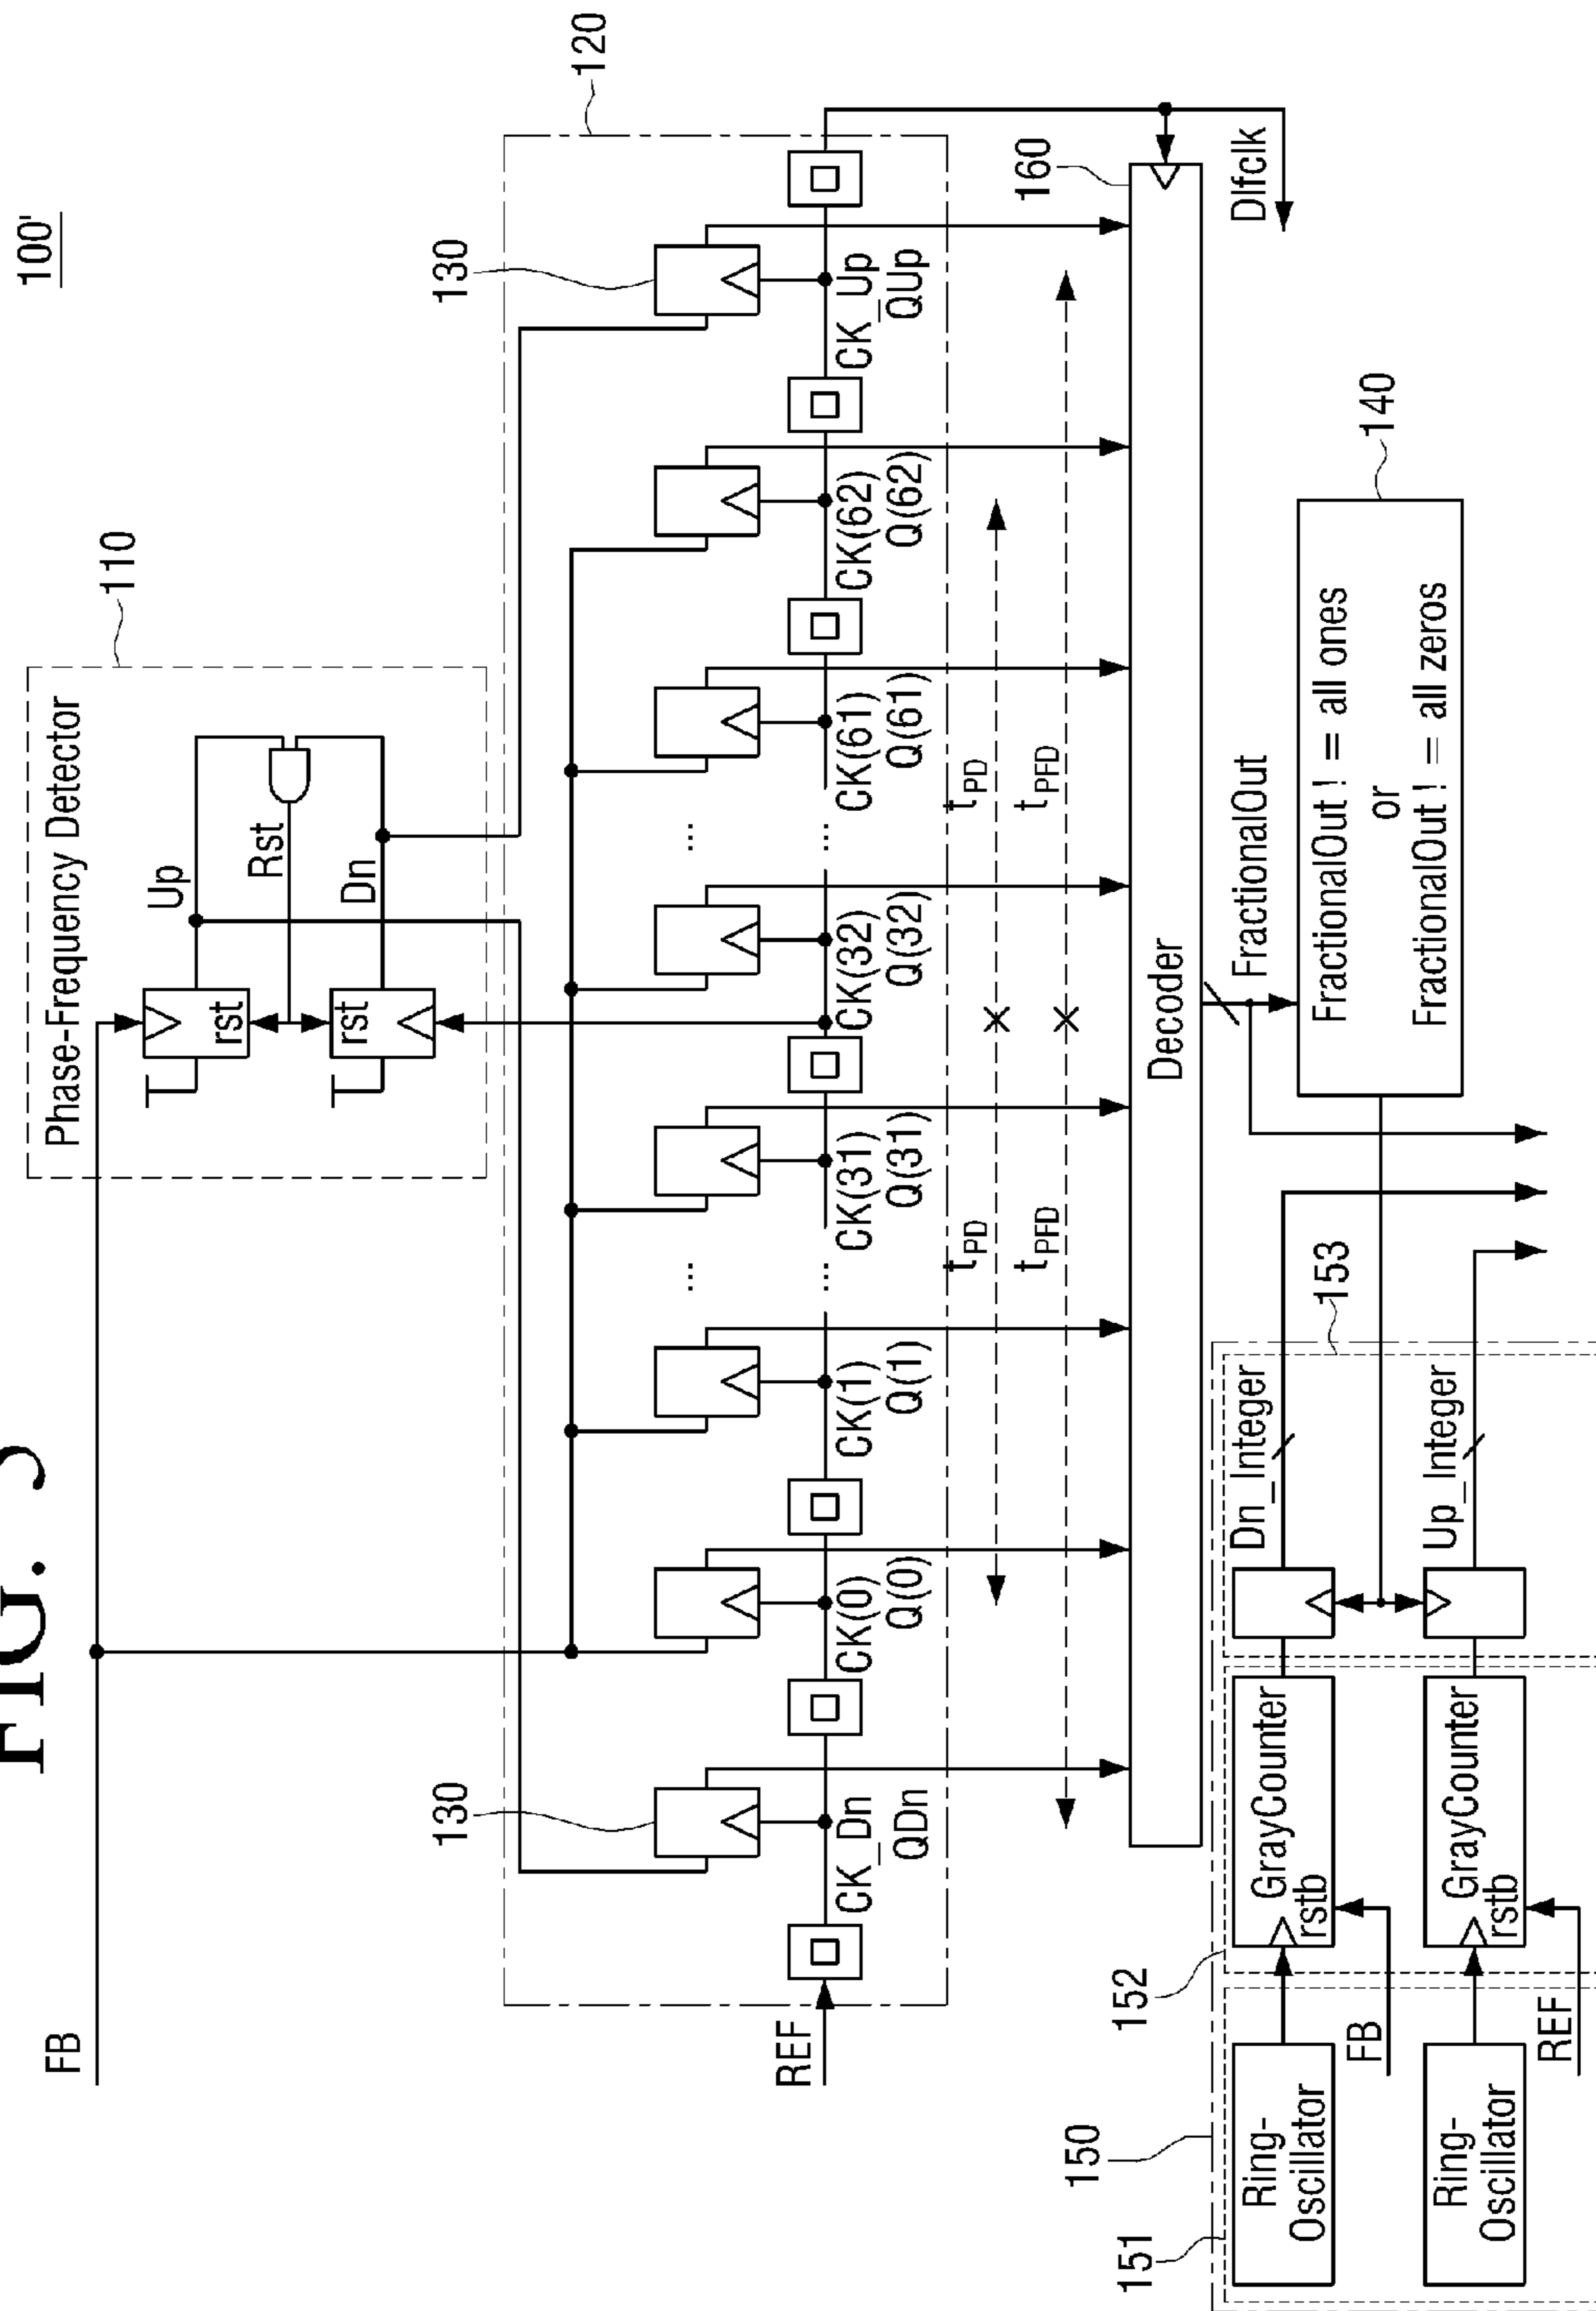 FIG. 5
100'
110
Phase-Frequency Detector
Up
Rst
Dn
rst
rst
FB
120
130
130
REF
CK_Dn
QDn
CK(0)
Q(0)
CK(1)
Q(1)
...
...
CK(31)
Q(31)
CK(32)
Q(32)
...
...
CK(61)
Q(61)
CK(62)
Q(62)
CK_Up
QUp
tPD
tPD
tPFD
tPFD
160
Decoder
Dlfclk
FractionalOut
140
FractionalOut ! = all ones
or
FractionalOut ! = all zeros
150
151
152
153
Ring-
Oscillator
GrayCounter
rstb
FB
Dn_Integer
Ring-
Oscillator
GrayCounter
rstb
REF
Up_Integer